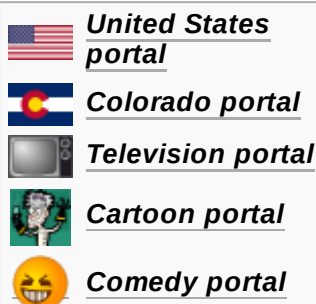 United States
portal
Colorado portal
Television portal
Cartoon portal
Comedy portal